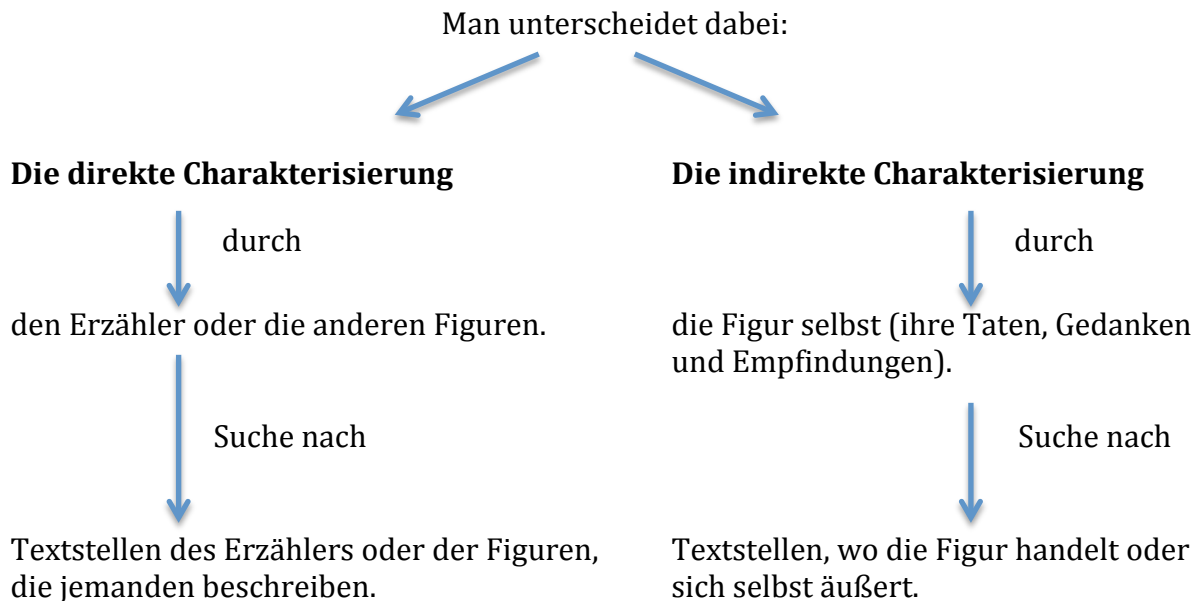 Man unterscheidet dabei:
Die direkte Charakterisierung
durch
den Erzähler oder die anderen Figuren.
Suche nach
Textstellen des Erzählers oder der Figuren,
die jemanden beschreiben.
Die indirekte Charakterisierung
durch
die Figur selbst (ihre Taten, Gedanken
und Empfindungen).
Suche nach
Textstellen, wo die Figur handelt oder
sich selbst äußert.